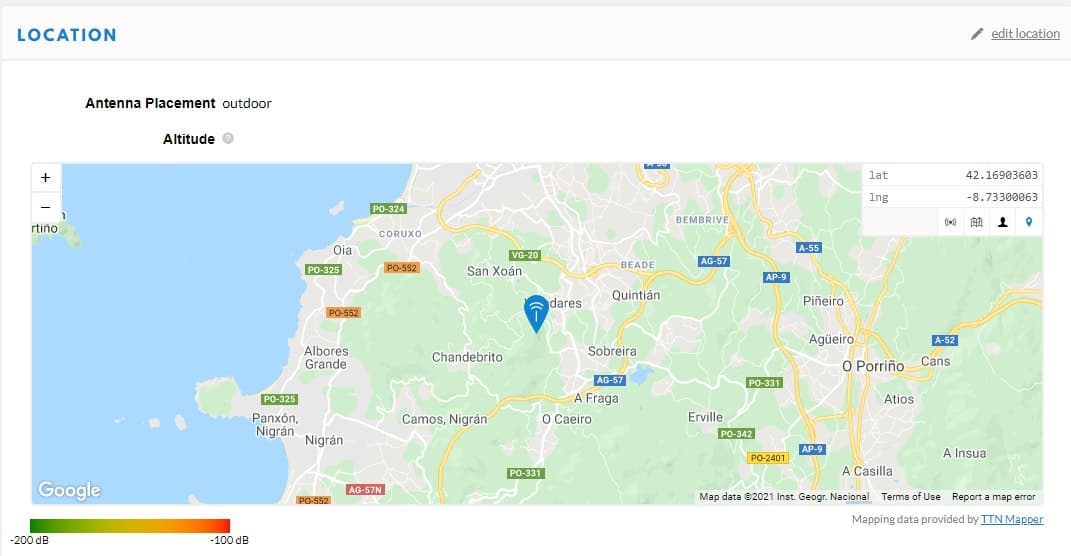 LOCATION
edit location
Antenna Placement outdoor
Altitude ?
+
−
lat 42.16903603
lng -8.73300063
PO-324
CORUXO
BEMBRIVE
Oia
VG-20
A-55
PO-325
PO-552
San Xoán
BEADE
AG-57
AP-9
Quintián
Piñeiro
PO-552
Albores
Grande
Chandebrito
Sobreira
Agüeiro
A-52
O Porriño
Cans
AG-57
PO-331
PO-325
A Fraga
Atios
Panxón,
Nigrán
Camos, Nigrán
O Caeiro
Erville
PO-342
Nigrán
AP-9
A Insua
PO-2401
PO-331
A Casilla
AG-57N
PO-552
Google
Map data ©2021 Inst. Geogr. Nacional
Terms of Use
Report a map error
Mapping data provided by TTN Mapper
-200 dB
-100 dB